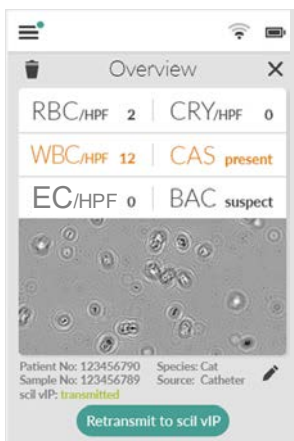 Overview
RBC/HPF 2 CRY/HPF 0
WBC/HPF 12 CAS present
EC/HPF 0 BAC suspect
Patient No: 123456790 Species: Cat
Sample No: 123456789 Source: Catheter
scil vIP: transmitted
Retransmit to scil vIP